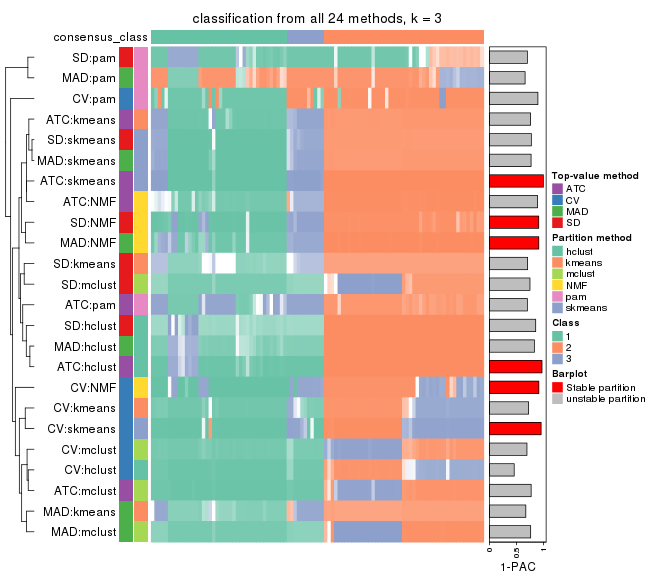 classification from all 24 methods, k = 3
consensus_class
SD:pam
MAD:pam
CV:pam
ATC:kmeans
SD:skmeans
MAD:skmeans
ATC:skmeans
ATC:NMF
SD:NMF
MAD:NMF
SD:kmeans
SD:mclust
ATC:pam
SD:hclust
MAD:hclust
ATC:hclust
CV:NMF
CV:kmeans
CV:skmeans
CV:mclust
CV:hclust
ATC:mclust
MAD:kmeans
MAD:mclust
0
0.5
1
1-PAC
Top-value method
ATC
CV
MAD
SD
Partition method
hclust
kmeans
mclust
NMF
pam
skmeans
Class
1
2
3
Barplot
Stable partition
unstable partition